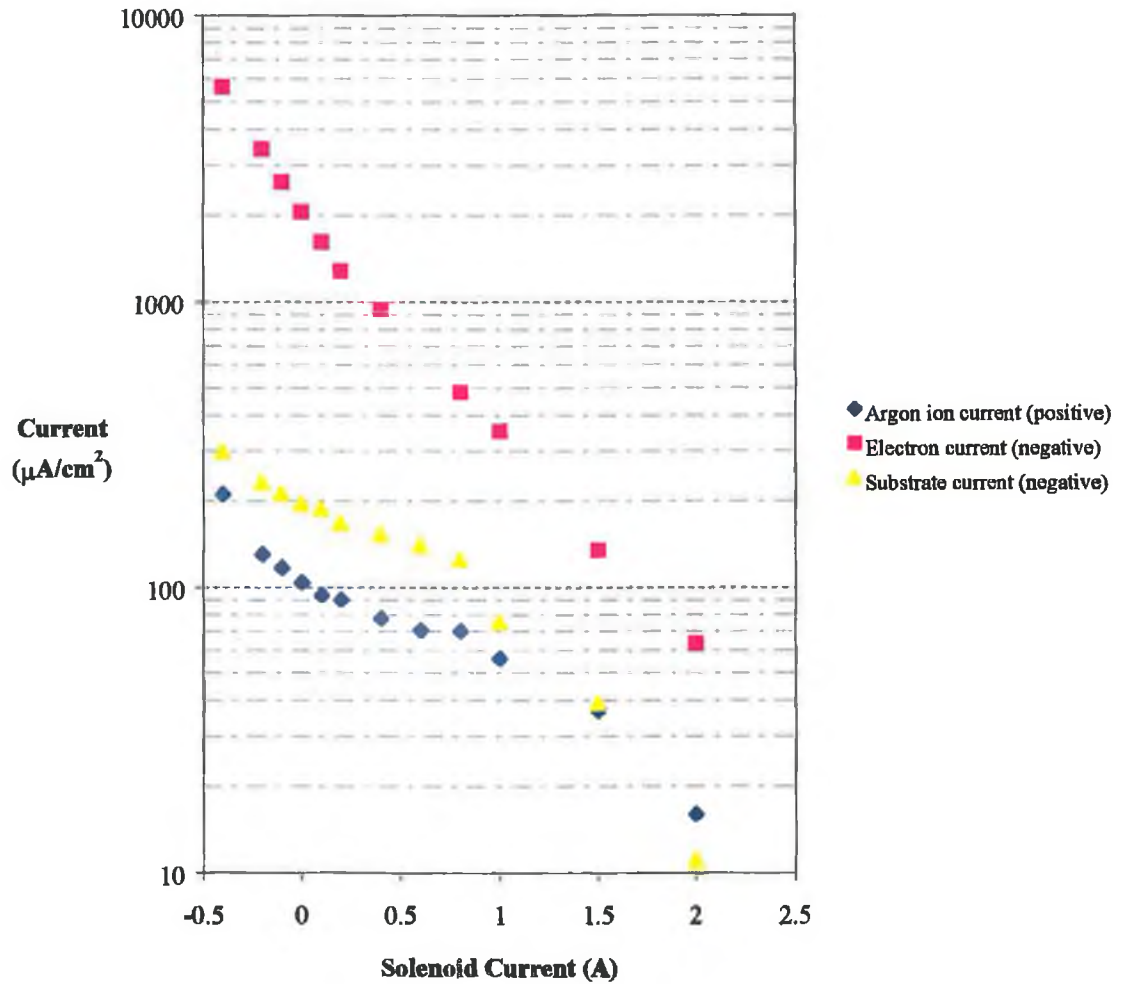 10000
1000
100
10
Current
(μA/cm²)
-0.5 0 0.5 1 1.5 2 2.5
Solenoid Current (A)
Argon ion current (positive)
Electron current (negative)
Substrate current (negative)